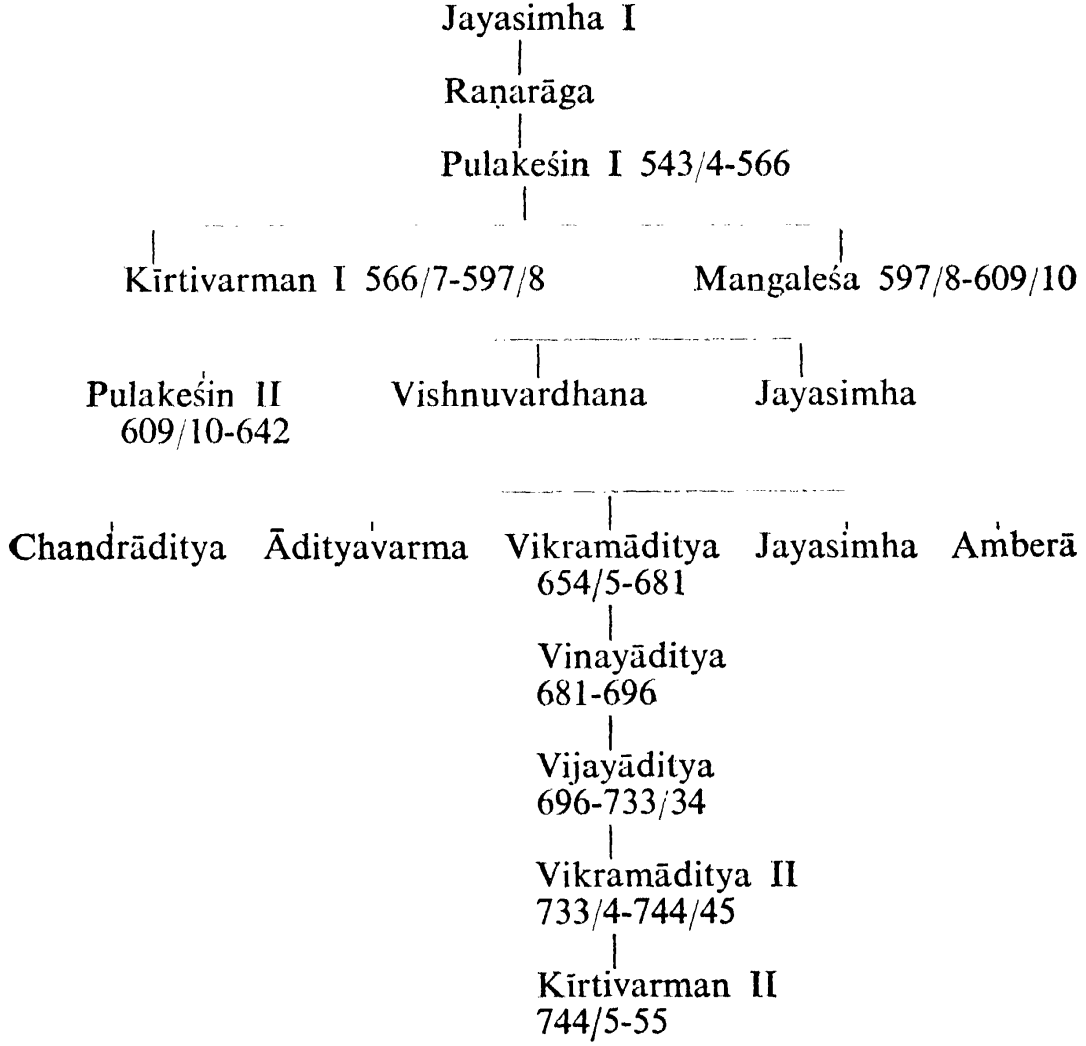 Jayasimha I
Raṇarāga
Pulakeśin I 543/4-566
Kīrtivarman I 566/7-597/8 Mangaleśa 597/8-609/10
Pulakeśin II Vishnuvardhana Jayasimha
609/10-642
Chandrāditya Ādityavarma Vikramāditya Jayasimha Amberā
654/5-681
Vinayāditya
681-696
Vijayāditya
696-733/34
Vikramāditya II
733/4-744/45
Kīrtivarman II
744/5-55